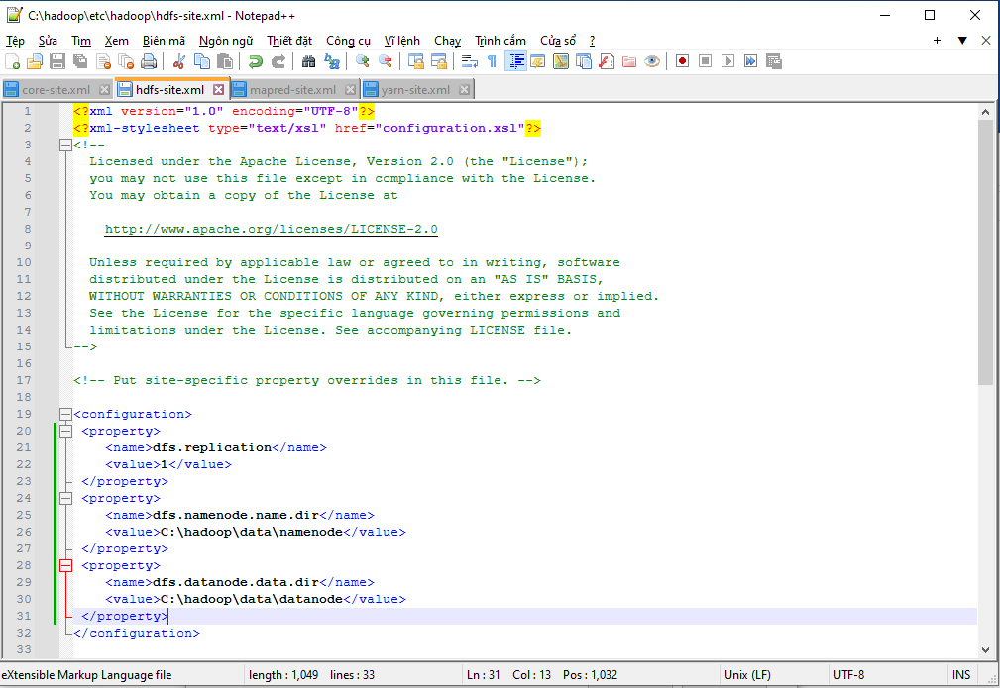 C:\hadoop\etc\hadoop\hdfs-site.xml - Notepad++
Tệp Sửa Tìm Xem Biên mã Ngôn ngữ Thiết đặt Công cụ Vĩ lệnh Chạy Trình cắm Cửa sổ ? + ▼ X
core-site.xml hdfs-site.xml mapred-site.xml yarn-site.xml
1 <?xml version="1.0" encoding="UTF-8"?>
2 <?xml-stylesheet type="text/xsl" href="configuration.xsl"?>
3 <!--
4 Licensed under the Apache License, Version 2.0 (the "License");
5 you may not use this file except in compliance with the License.
6 You may obtain a copy of the License at
7
8 http://www.apache.org/licenses/LICENSE-2.0
9
10 Unless required by applicable law or agreed to in writing, software
11 distributed under the License is distributed on an "AS IS" BASIS,
12 WITHOUT WARRANTIES OR CONDITIONS OF ANY KIND, either express or implied.
13 See the License for the specific language governing permissions and
14 limitations under the License. See accompanying LICENSE file.
15 -->
16
17 <!-- Put site-specific property overrides in this file. -->
18
19 <configuration>
20 <property>
21 <name>dfs.replication</name>
22 <value>1</value>
23 </property>
24 <property>
25 <name>dfs.namenode.name.dir</name>
26 <value>C:\hadoop\data\namenode</value>
27 </property>
28 <property>
29 <name>dfs.datanode.data.dir</name>
30 <value>C:\hadoop\data\datanode</value>
31 </property>
32 </configuration>
33
eXtensible Markup Language file length : 1,049 lines : 33 Ln : 31 Col : 13 Pos : 1,032 Unix (LF) UTF-8 INS